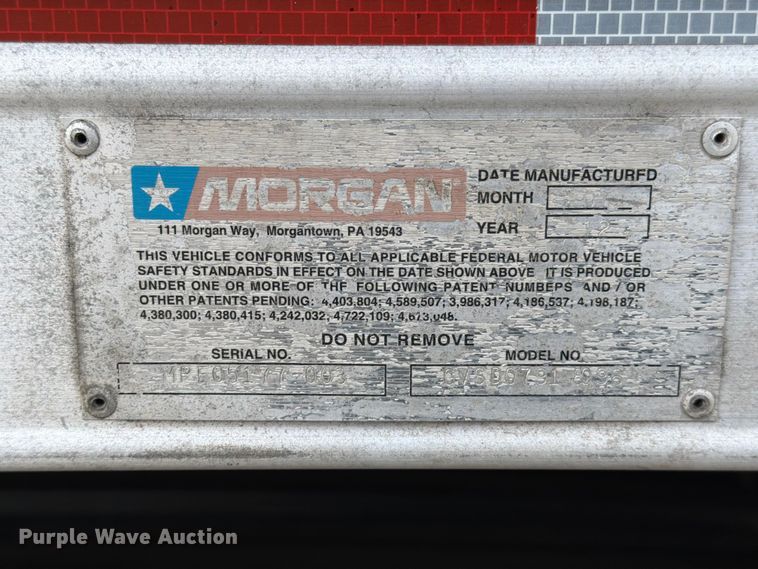 MORGAN
111 Morgan Way, Morgantown, PA 19543
DATE MANUFACTURED
MONTH
YEAR 12
THIS VEHICLE CONFORMS TO ALL APPLICABLE FEDERAL MOTOR VEHICLE
SAFETY STANDARDS IN EFFECT ON THE DATE SHOWN ABOVE IT IS PRODUCED
UNDER ONE OR MORE OF THE FOLLOWING PATENT NUMBERS AND / OR
OTHER PATENTS PENDING: 4,403,804; 4,589,507; 3,986,317; 4,186,537; 4,198,187;
4,380,300; 4,380,415; 4,242,032; 4,722,109; 4,673,048.
DO NOT REMOVE
SERIAL NO. MODEL NO
Purple Wave Auction